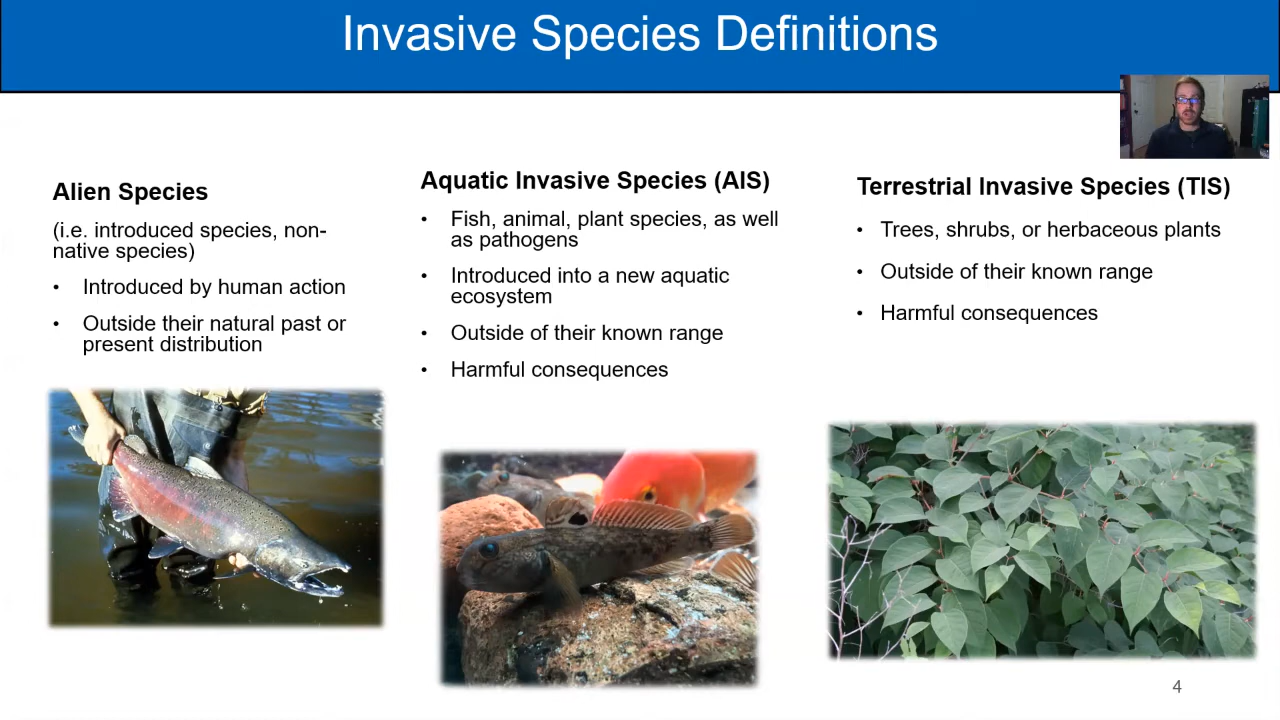 Invasive Species Definitions
Alien Species
(i.e. introduced species, non-
native species)
• Introduced by human action
• Outside their natural past or
present distribution
Aquatic Invasive Species (AIS)
• Fish, animal, plant species, as well
as pathogens
• Introduced into a new aquatic
ecosystem
• Outside of their known range
• Harmful consequences
Terrestrial Invasive Species (TIS)
• Trees, shrubs, or herbaceous plants
• Outside of their known range
• Harmful consequences
4